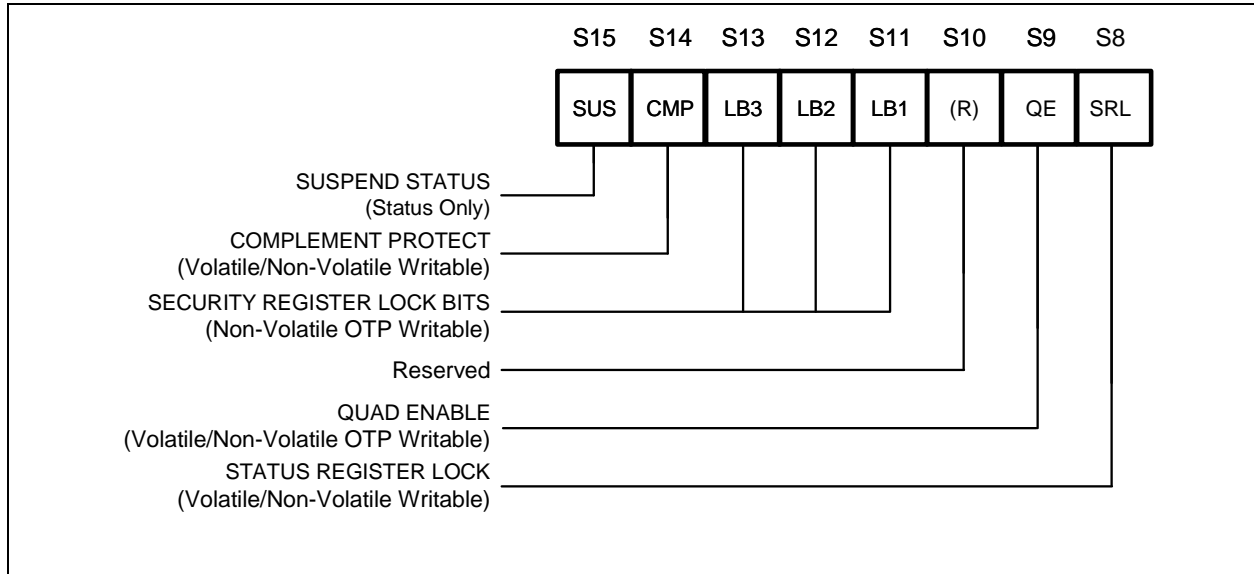 S15 S14 S13 S12 S11 S10 S9 S8
SUS CMP LB3 LB2 LB1 (R) QE SRL
SUSPEND STATUS
(Status Only)
COMPLEMENT PROTECT
(Volatile/Non-Volatile Writable)
SECURITY REGISTER LOCK BITS
(Non-Volatile OTP Writable)
Reserved
QUAD ENABLE
(Volatile/Non-Volatile OTP Writable)
STATUS REGISTER LOCK
(Volatile/Non-Volatile Writable)